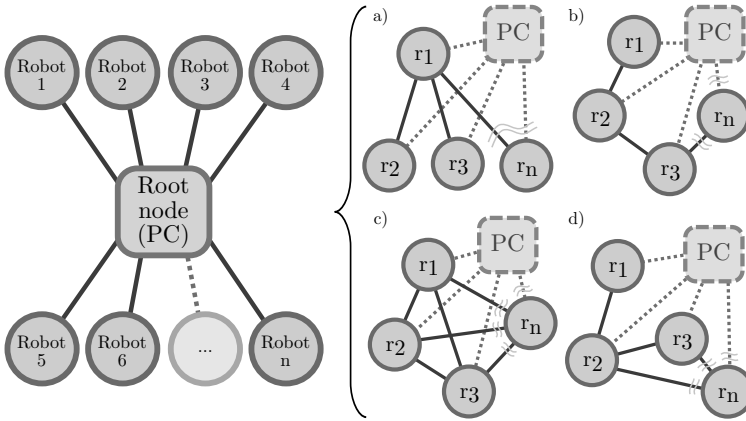 Robot
1
Robot
2
Robot
3
Robot
4
Root
node
(PC)
Robot
5
Robot
6
...
Robot
n
a)
r1
PC
r2
r3
rn
b)
r1
PC
r2
rn
r3
c)
r1
PC
r2
rn
r3
d)
r1
PC
r2
r3
rn